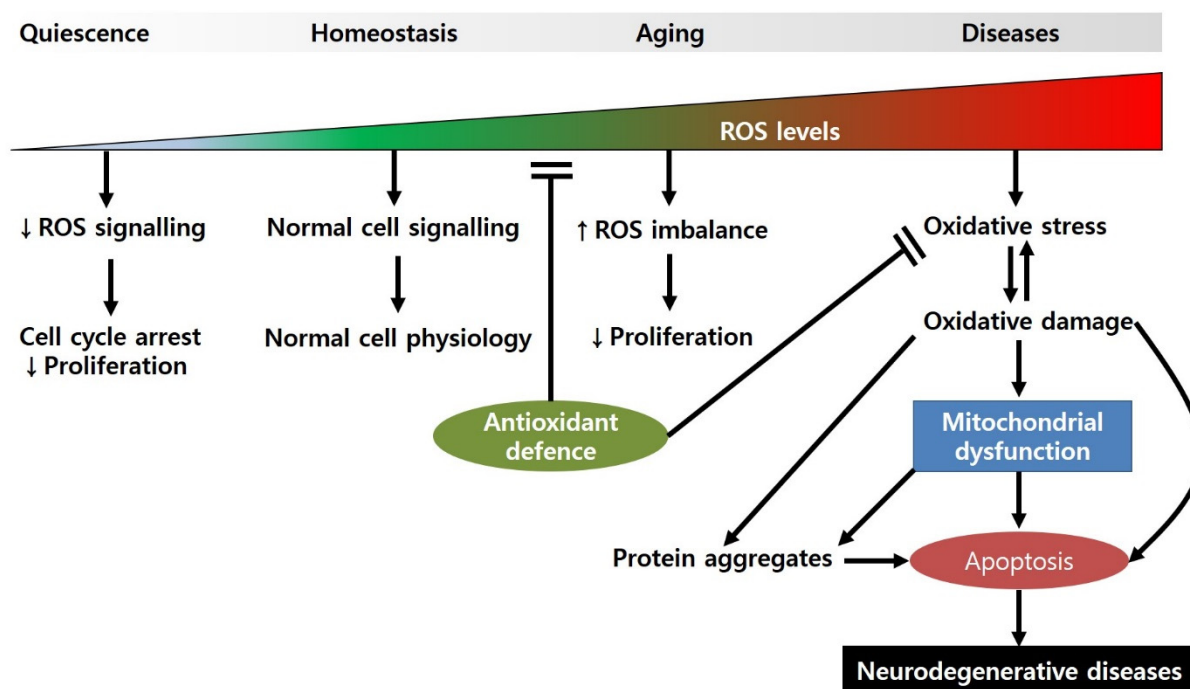 Quiescence
Homeostasis
Aging
Diseases
ROS levels
↓ ROS signalling
Normal cell signalling
↑ ROS imbalance
Oxidative stress
Cell cycle arrest
↓ Proliferation
Normal cell physiology
↓ Proliferation
Oxidative damage
Antioxidant
defence
Mitochondrial
dysfunction
Protein aggregates
Apoptosis
Neurodegenerative diseases